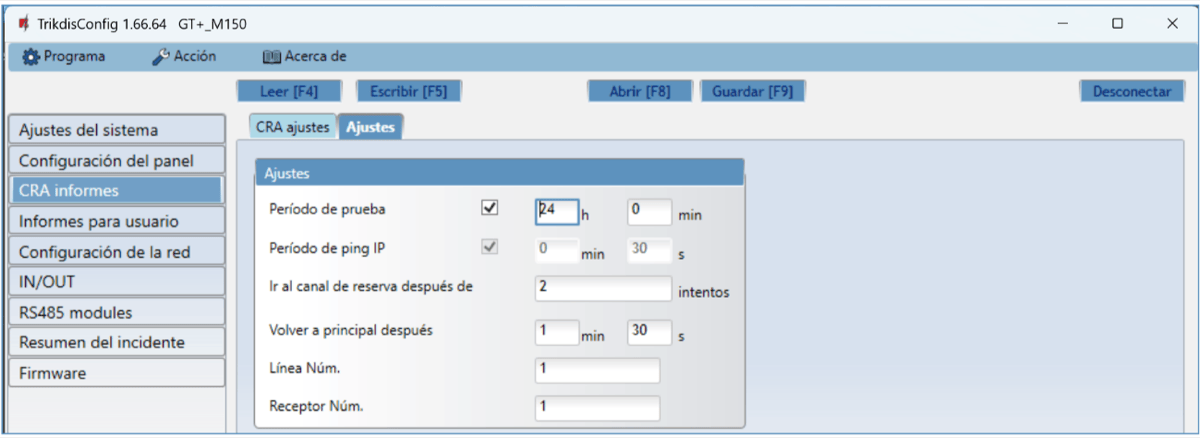 TrikdisConfig 1.66.64 GT+_M150
Programa Acción Acerca de
Leer [F4] Escribir [F5] Abrir [F8] Guardar [F9] Desconectar
Ajustes del sistema
Configuración del panel
CRA informes
Informes para usuario
Configuración de la red
IN/OUT
RS485 modules
Resumen del incidente
Firmware
CRA ajustes Ajustes
Ajustes
Período de prueba 24 h 0 min
Período de ping IP 0 min 30 s
Ir al canal de reserva después de 2 intentos
Volver a principal después 1 min 30 s
Línea Núm. 1
Receptor Núm. 1